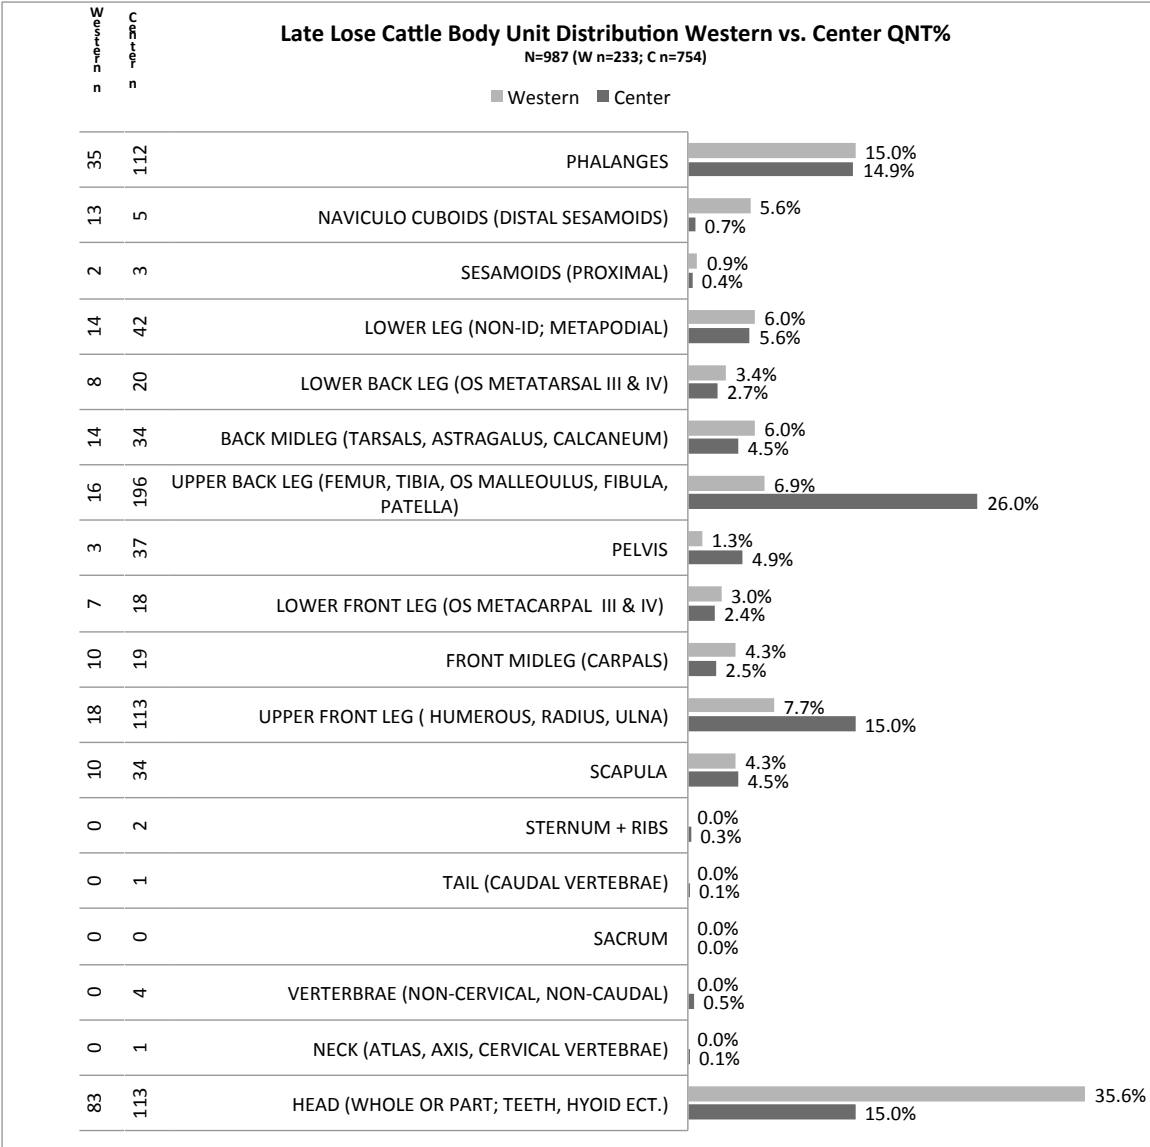 Western n
Center n
Late Lose Cattle Body Unit Distribution Western vs. Center QNT%
N=987 (W n=233; C n=754)
Western Center
35 112 PHALANGES 15.0%
14.9%
13 5 NAVICULO CUBOIDS (DISTAL SESAMOIDS) 5.6%
0.7%
2 3 SESAMOIDS (PROXIMAL) 0.9%
0.4%
14 42 LOWER LEG (NON-ID; METAPODIAL) 6.0%
5.6%
8 20 LOWER BACK LEG (OS METATARSAL III & IV) 3.4%
2.7%
14 34 BACK MIDLEG (TARSALS, ASTRAGALUS, CALCANEUM) 6.0%
4.5%
16 196 UPPER BACK LEG (FEMUR, TIBIA, OS MALLEOULUS, FIBULA, 6.9%
PATELLA) 26.0%
3 37 PELVIS 1.3%
4.9%
7 18 LOWER FRONT LEG (OS METACARPAL III & IV) 3.0%
2.4%
10 19 FRONT MIDLEG (CARPALS) 4.3%
2.5%
18 113 UPPER FRONT LEG ( HUMEROUS, RADIUS, ULNA) 7.7%
15.0%
10 34 SCAPULA 4.3%
4.5%
0 2 STERNUM + RIBS 0.0%
0.3%
0 1 TAIL (CAUDAL VERTEBRAE) 0.0%
0.1%
0 0 SACRUM 0.0%
0.0%
0 4 VERTERBRAE (NON-CERVICAL, NON-CAUDAL) 0.0%
0.5%
0 1 NECK (ATLAS, AXIS, CERVICAL VERTEBRAE) 0.0%
0.1%
83 113 HEAD (WHOLE OR PART; TEETH, HYOID ECT.) 35.6%
15.0%